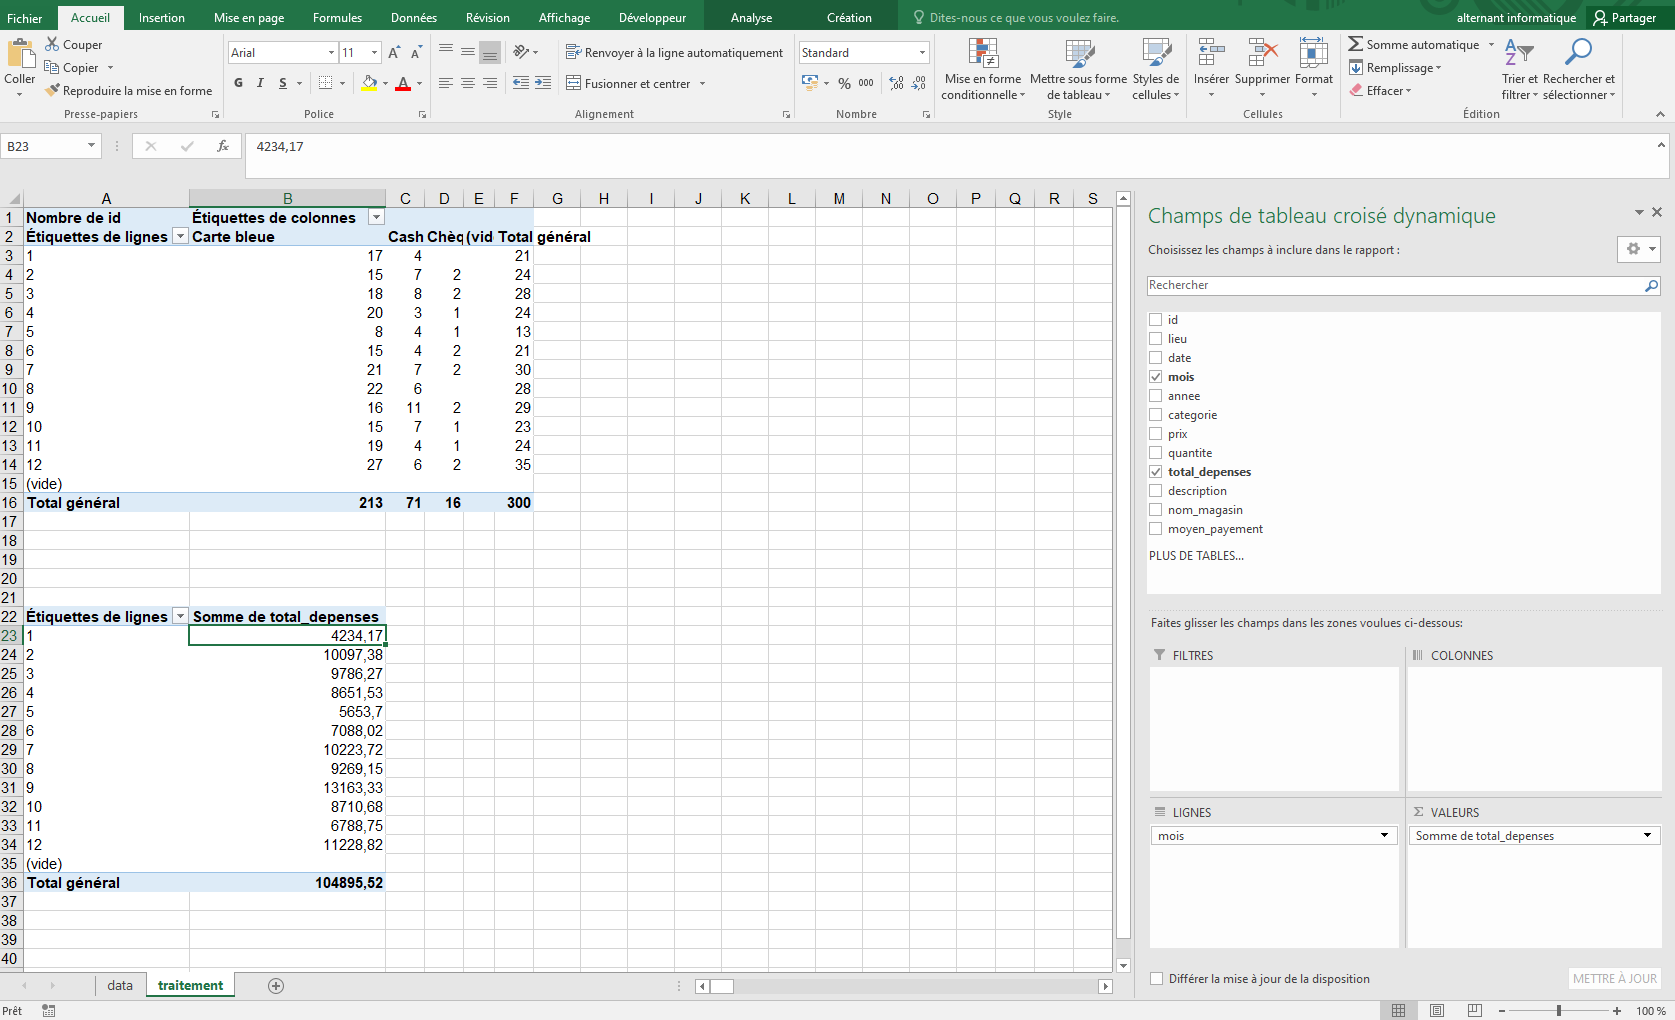 Fichier Accueil Insertion Mise en page Formules Données Révision Affichage Développeur Analyse Création Dites-nous ce que vous voulez faire. alternant informatique Partager
Coller
Couper
Copier
Reproduire la mise en forme
Presse-papiers
Arial 11
G I S
Police
Renvoyer à la ligne automatiquement
Fusionner et centrer
Alignement
Standard
% 000
Nombre
Mise en forme conditionnelle
Mettre sous forme de tableau
Styles de cellules
Style
Insérer Supprimer Format
Cellules
Somme automatique
Remplissage
Effacer
Trier et filtrer
Rechercher et sélectionner
Édition
B23 fx 4234,17
A B C D E F G H I J K L M N O P Q R S
1 Nombre de id Étiquettes de colonnes
2 Étiquettes de lignes Carte bleue Cash Chèq (vid Total général
3 1 17 4 21
4 2 15 7 2 24
5 3 18 8 2 28
6 4 20 3 1 24
7 5 8 4 1 13
8 6 15 4 2 21
9 7 21 7 2 30
10 8 22 6 28
11 9 16 11 2 29
12 10 15 7 1 23
13 11 19 4 1 24
14 12 27 6 2 35
15 (vide)
16 Total général 213 71 16 300
17
18
19
20
21
22 Étiquettes de lignes Somme de total_depenses
23 1 4234,17
24 2 10097,38
25 3 9786,27
26 4 8651,53
27 5 5653,7
28 6 7088,02
29 7 10223,72
30 8 9269,15
31 9 13163,33
32 10 8710,68
33 11 6788,75
34 12 11228,82
35 (vide)
36 Total général 104895,52
37
38
39
40
Champs de tableau croisé dynamique
Choisissez les champs à inclure dans le rapport :
Rechercher
id
lieu
date
mois
annee
categorie
prix
quantite
total_depenses
description
nom_magasin
moyen_payement
PLUS DE TABLES...
Faites glisser les champs dans les zones voulues ci-dessous:
FILTRES
COLONNES
LIGNES
mois
VALEURS
Somme de total_depenses
Différer la mise à jour de la disposition
METTRE À JOUR
data traitement
Prêt
100 %